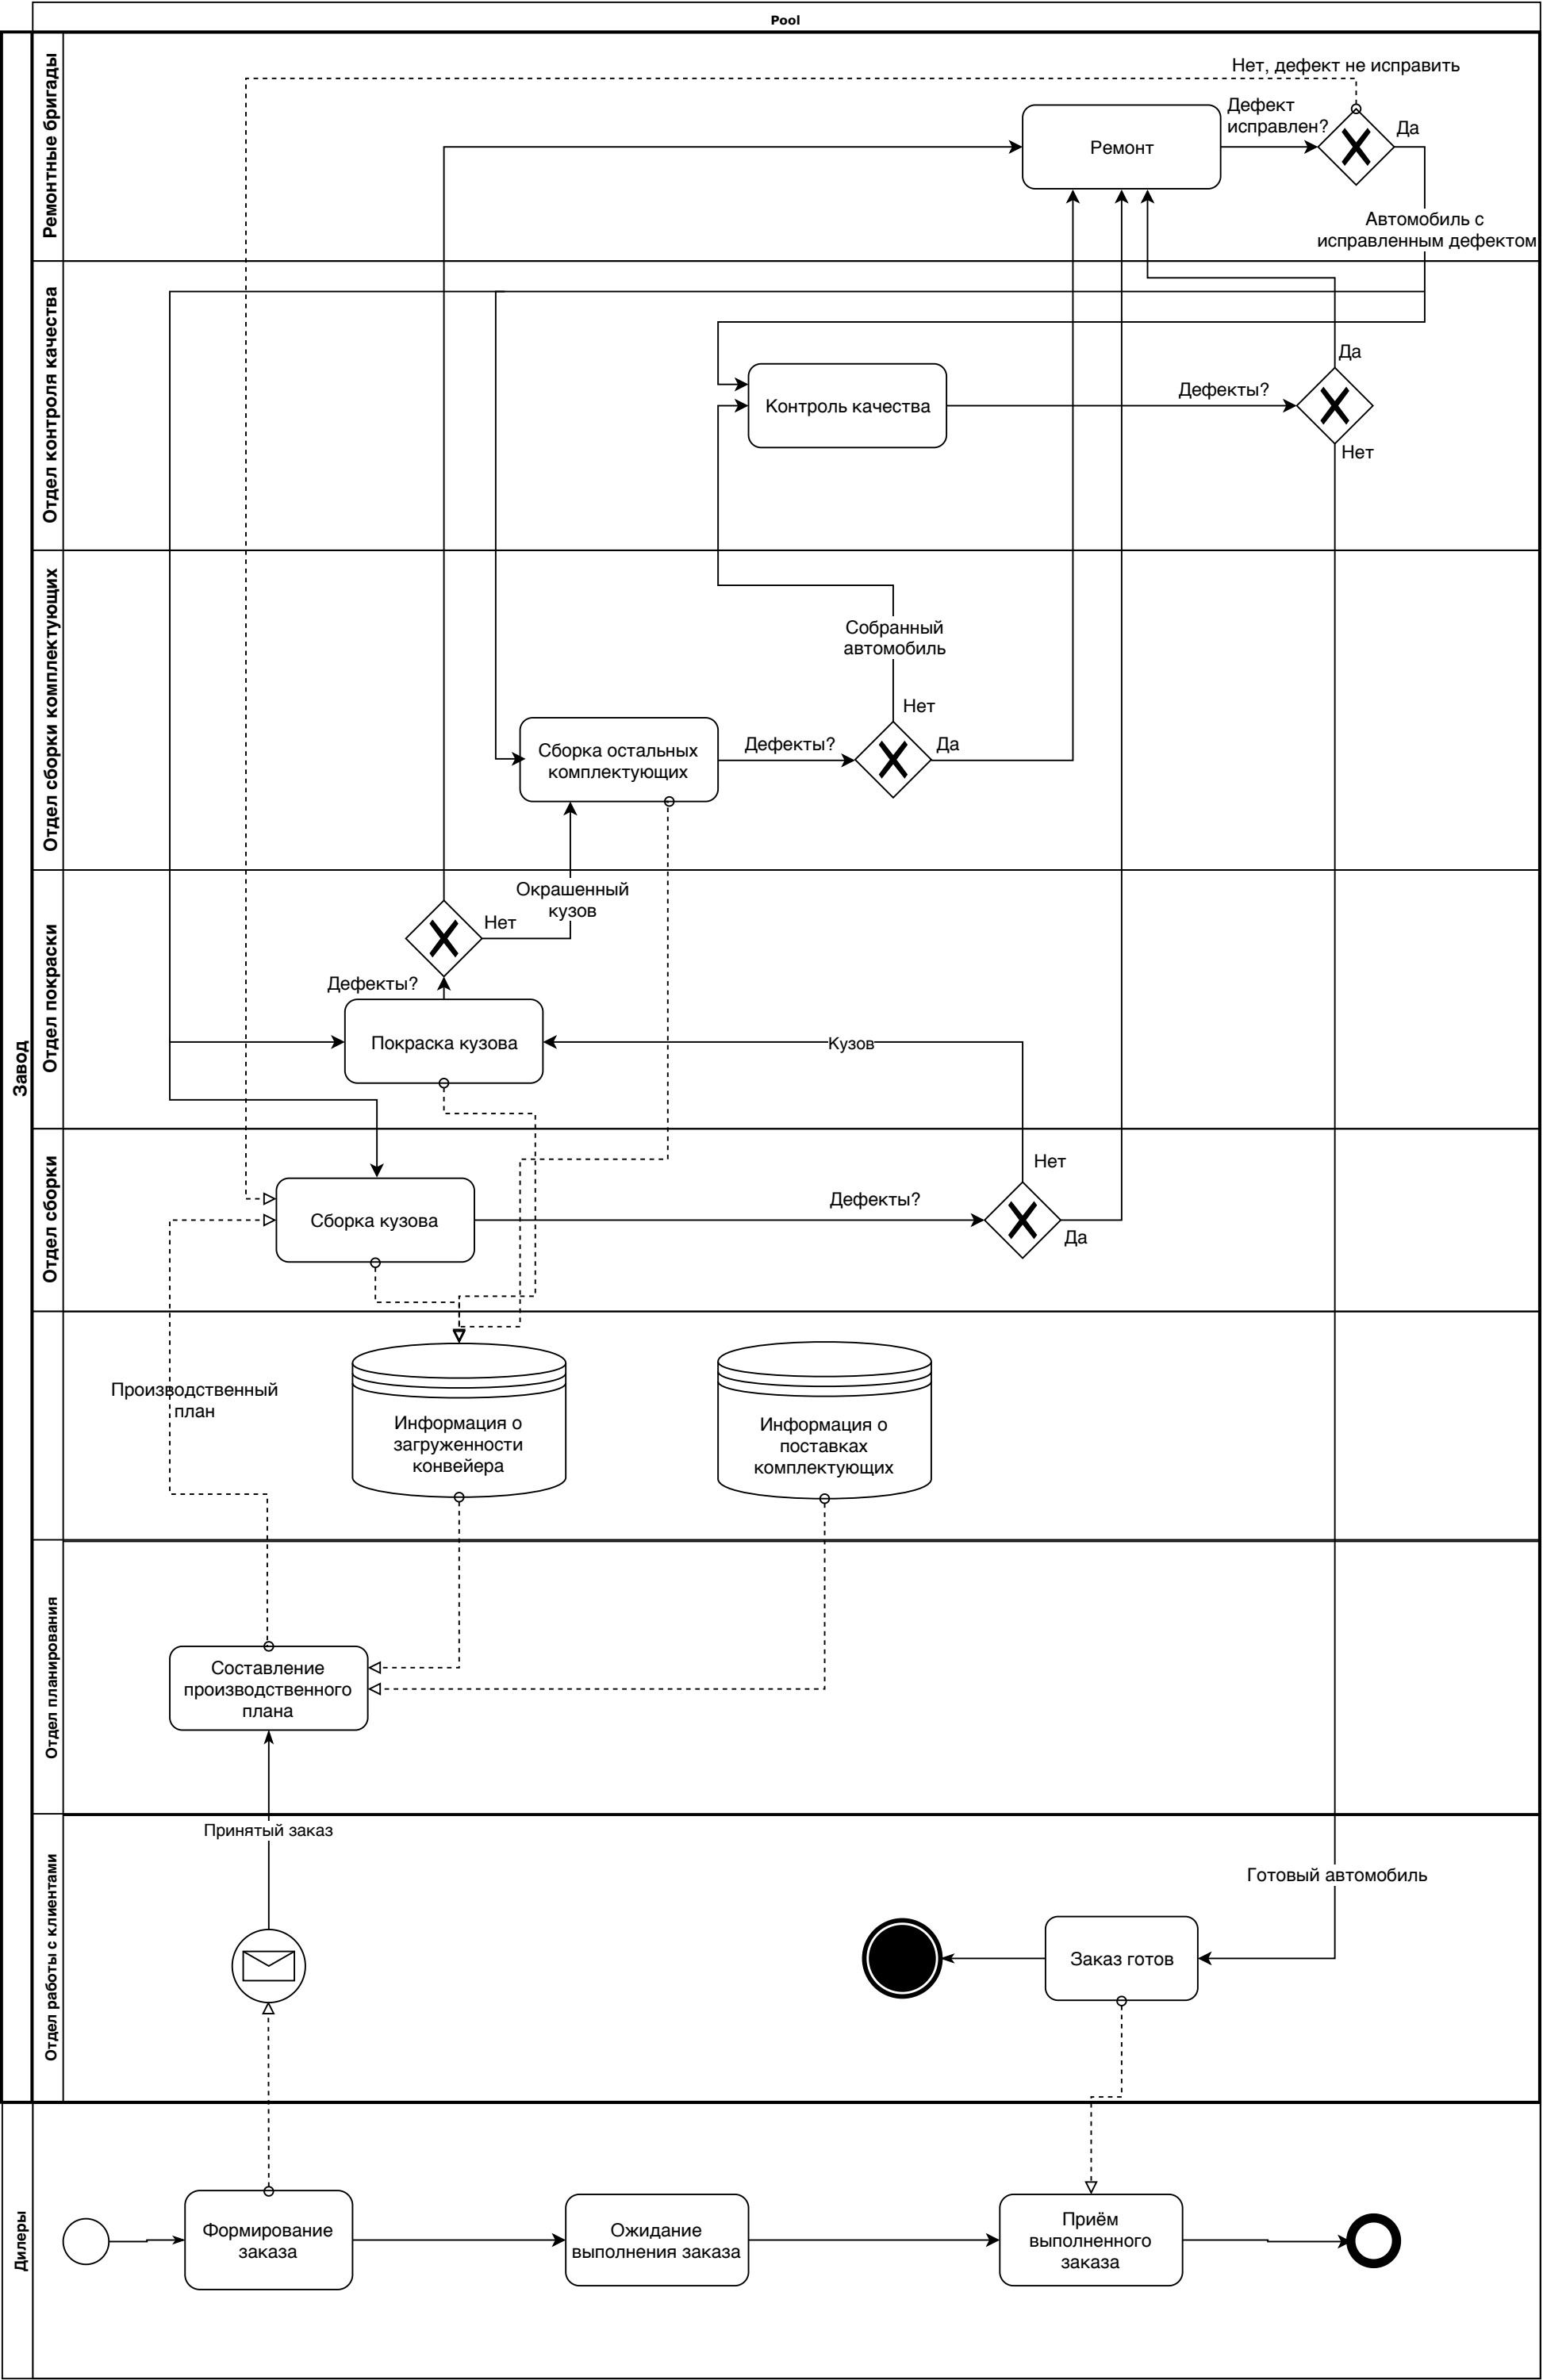 Pool
Завод
Ремонтные бригады
Нет, дефект не исправить
Дефект
исправлен?
Да
Ремонт
Автомобиль с
исправленным дефектом
Отдел контроля качества
Да
Дефекты?
Контроль качества
Нет
Отдел сборки комплектующих
Собранный
автомобиль
Нет
Дефекты?
Да
Сборка остальных
комплектующих
Отдел покраски
Окрашенный
кузов
Нет
Дефекты?
Покраска кузова
Кузов
Отдел сборки
Нет
Дефекты?
Сборка кузова
Да
Производственный
план
Информация о
загруженности
конвейера
Информация о
поставках
комплектующих
Отдел планирования
Составление
производственного
плана
Отдел работы с клиентами
Принятый заказ
Готовый автомобиль
Заказ готов
Дилеры
Формирование
заказа
Ожидание
выполнения заказа
Приём
выполненного
заказа